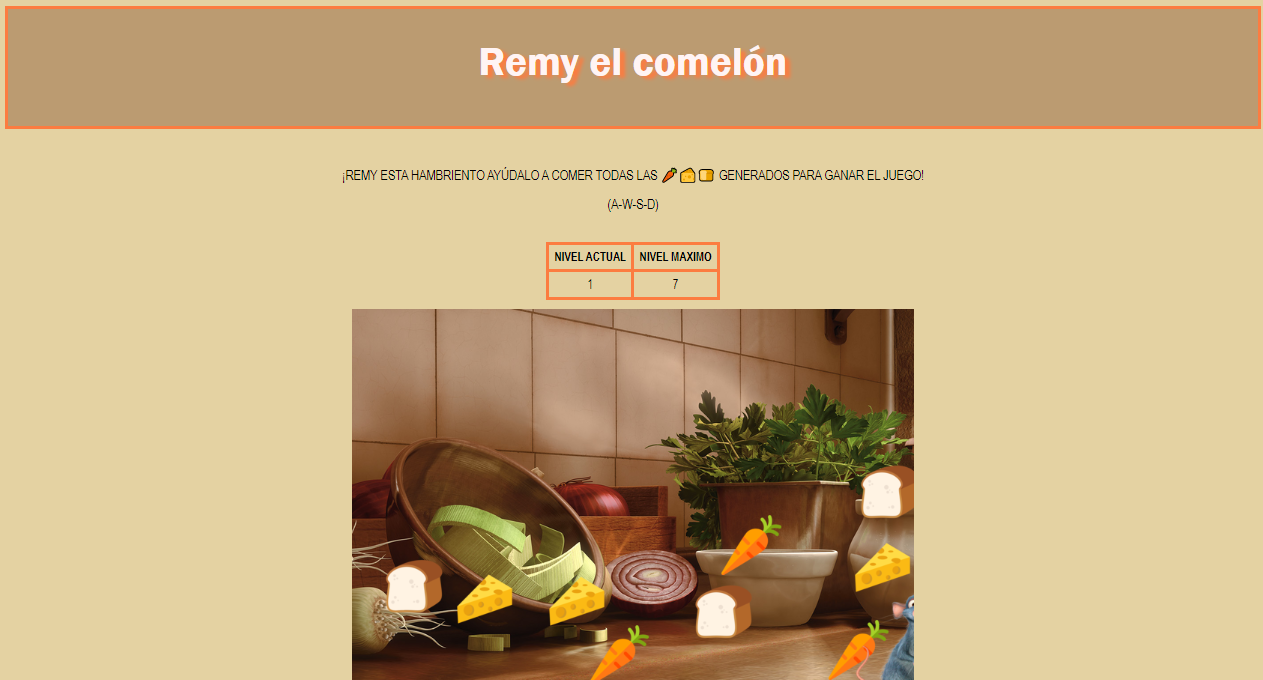 Remy el comelón
¡REMY ESTA HAMBRIENTO AYÚDALO A COMER TODAS LAS 🥕🧀🍞 GENERADOS PARA GANAR EL JUEGO!
(A-W-S-D)
NIVEL ACTUAL NIVEL MAXIMO
1 7